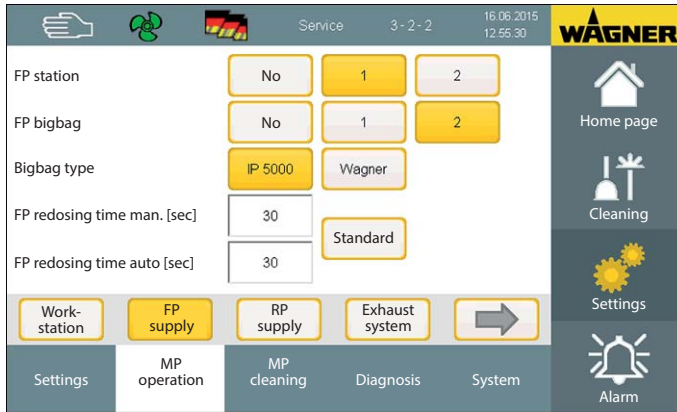 Service 3 - 2 - 2 16.06.2015
12:55:30
WAGNER
FP station No 1 2
FP bigbag No 1 2
Home page
Bigbag type IP 5000 Wagner
FP redosing time man. [sec] 30
Cleaning
Standard
FP redosing time auto [sec] 30
Settings
Work-
station
FP
supply
RP
supply
Exhaust
system
Settings
MP
operation
MP
cleaning
Diagnosis
System
Alarm